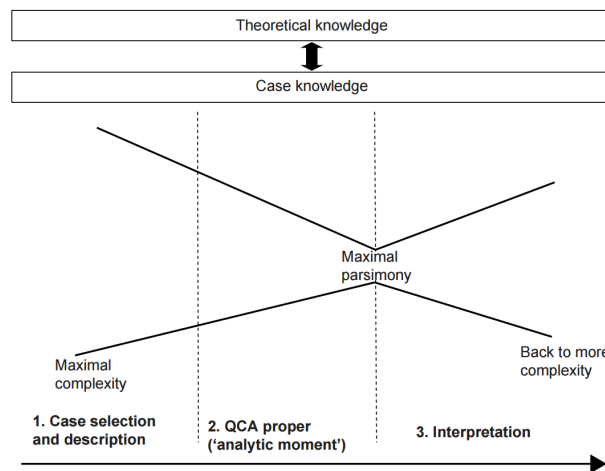 Theoretical knowledge
Case knowledge
Maximal
parsimony
Maximal
complexity
Back to more
complexity
1. Case selection
and description
2. QCA proper
(‘analytic moment’)
3. Interpretation